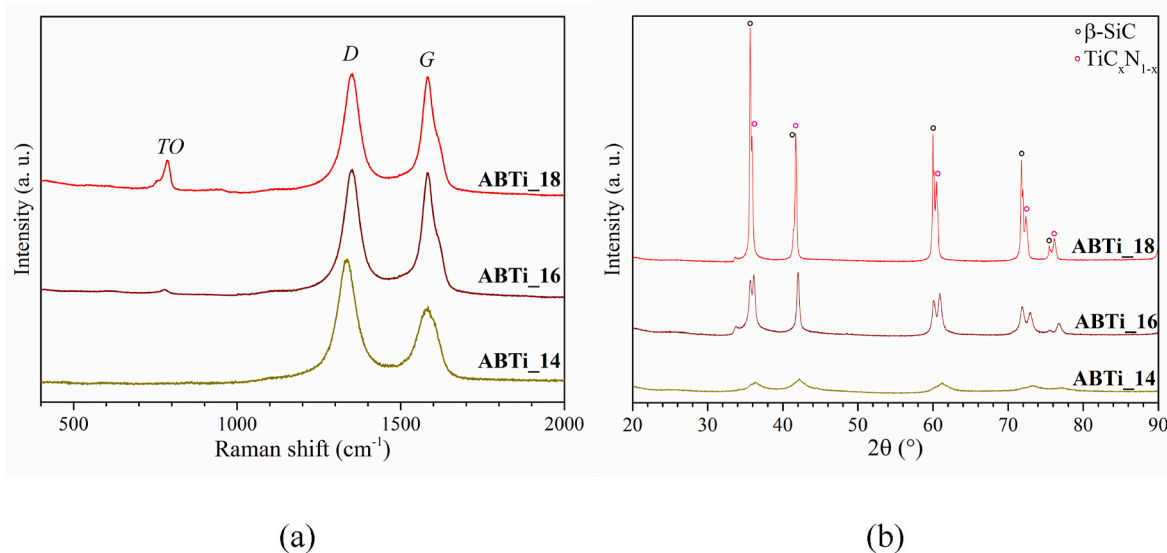 D
G
TO
ABTi_18
ABTi_16
ABTi_14
Intensity (a. u.)
500 1000 1500 2000
Raman shift (cm⁻¹)
(a)
β-SiC
TiCₓN₁₋ₓ
ABTi_18
ABTi_16
ABTi_14
Intensity (a. u.)
20 30 40 50 60 70 80 90
2θ (°)
(b)